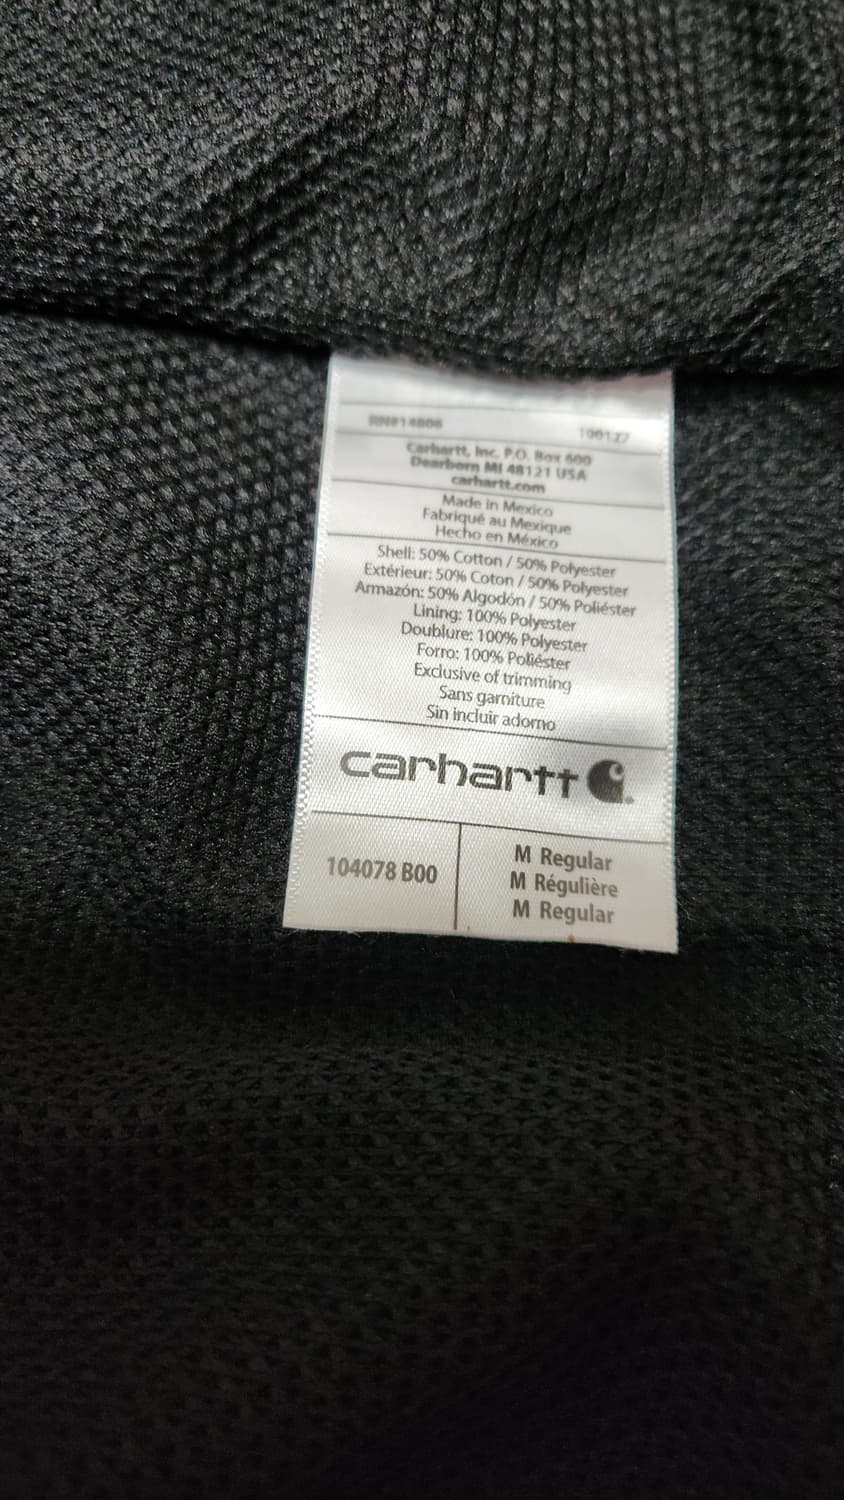 RN#14806 100127
Carhartt, Inc. P.O. Box 600
Dearborn MI 48121 USA
carhartt.com
Made in Mexico
Fabriqué au Mexique
Hecho en México
Shell: 50% Cotton / 50% Polyester
Extérieur: 50% Coton / 50% Polyester
Armazón: 50% Algodón / 50% Poliéster
Lining: 100% Polyester
Doublure: 100% Polyester
Forro: 100% Poliéster
Exclusive of trimming
Sans garniture
Sin incluir adorno
carhartt
104078 B00
M Regular
M Régulière
M Regular